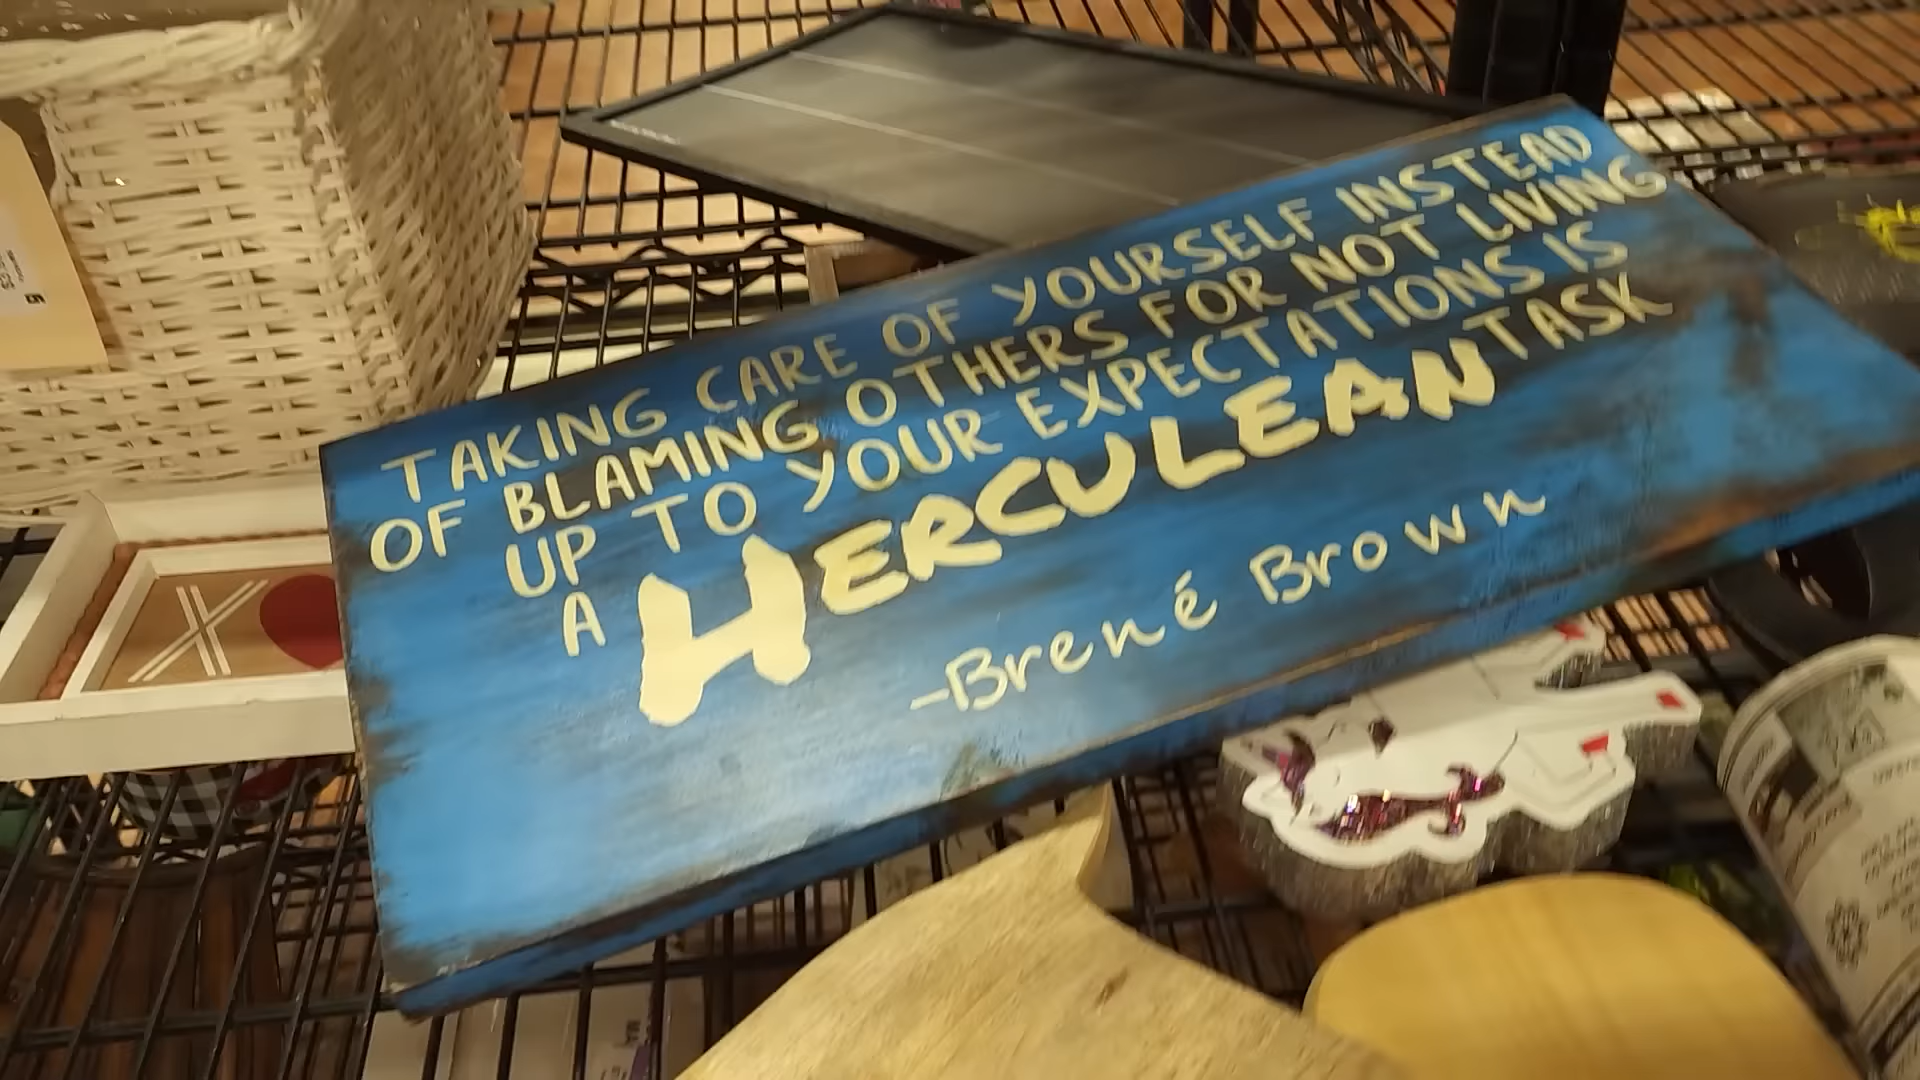 TAKING CARE OF YOURSELF INSTEAD
OF BLAMING OTHERS FOR NOT LIVING
UP TO YOUR EXPECTATIONS IS
A HERCULEAN TASK
-Brené Brown